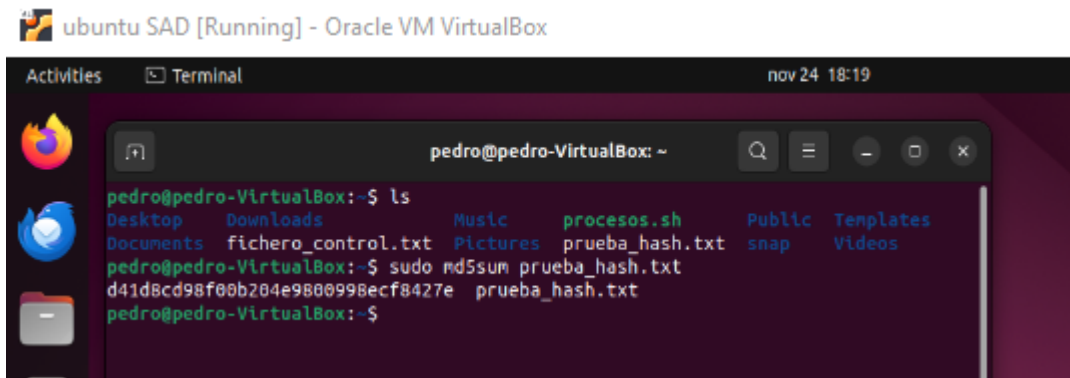 ubuntu SAD [Running] - Oracle VM VirtualBox
Activities Terminal nov 24 18:19
pedro@pedro-VirtualBox: ~
pedro@pedro-VirtualBox:~$ ls
Desktop Downloads Music procesos.sh Public Templates
Documents fichero_control.txt Pictures prueba_hash.txt snap Videos
pedro@pedro-VirtualBox:~$ sudo md5sum prueba_hash.txt
d41d8cd98f00b204e9800998ecf8427e prueba_hash.txt
pedro@pedro-VirtualBox:~$